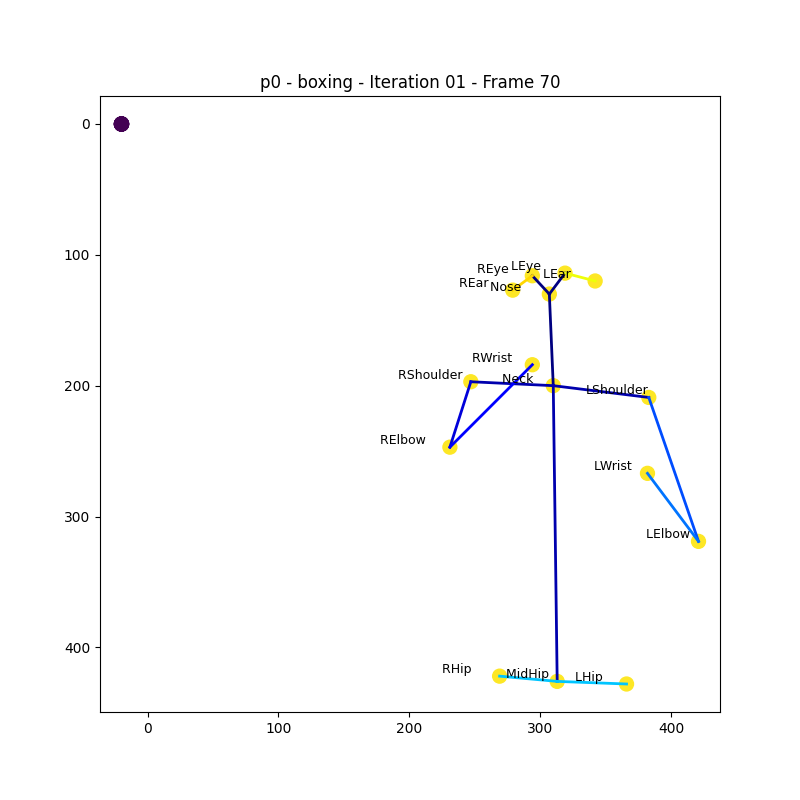 p0 - boxing - Iteration 01 - Frame 70
0
100
REye LEye
LEar
REar Nose
RWrist
RShoulder Neck
200
LShoulder
RElbow
LWrist
300
LElbow
400
RHip MidHip LHip
0 100 200 300 400